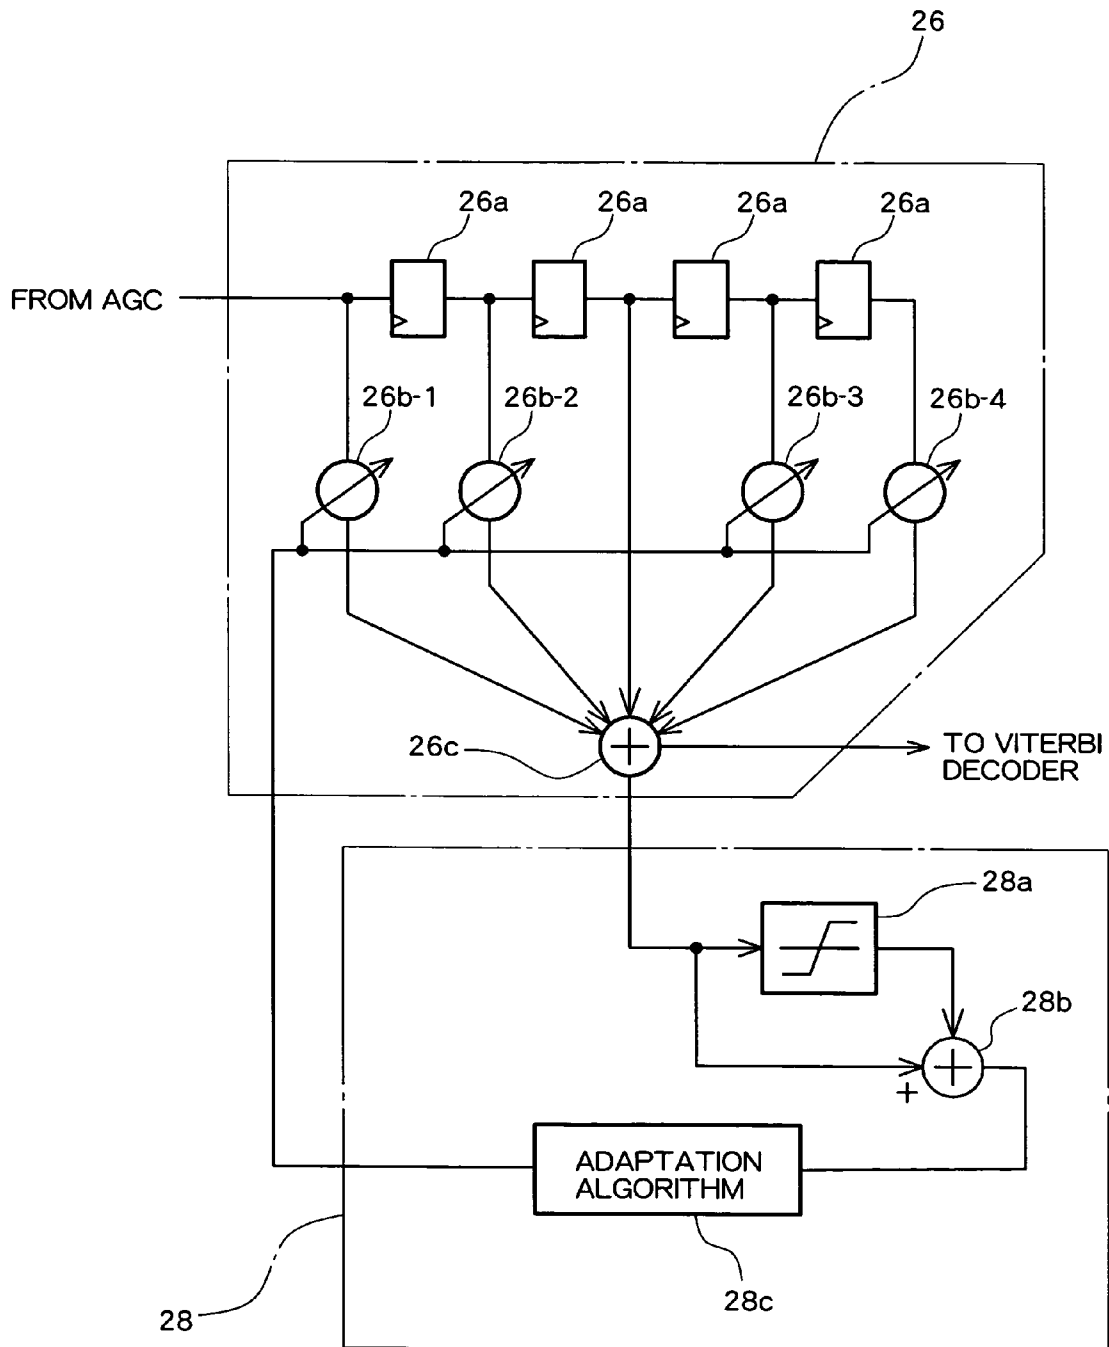 26
26a 26a 26a 26a
FROM AGC
26b-1 26b-2 26b-3 26b-4
26c
TO VITERBI
DECODER
28a
28b
+
ADAPTATION
ALGORITHM
28c
28